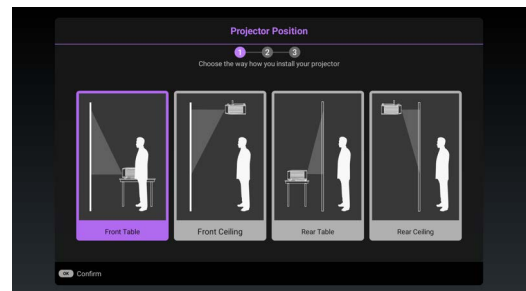 Projector Position
1 2 3
Choose the way how you install your projector
Front Table Front Ceiling Rear Table Rear Ceiling
OK Confirm